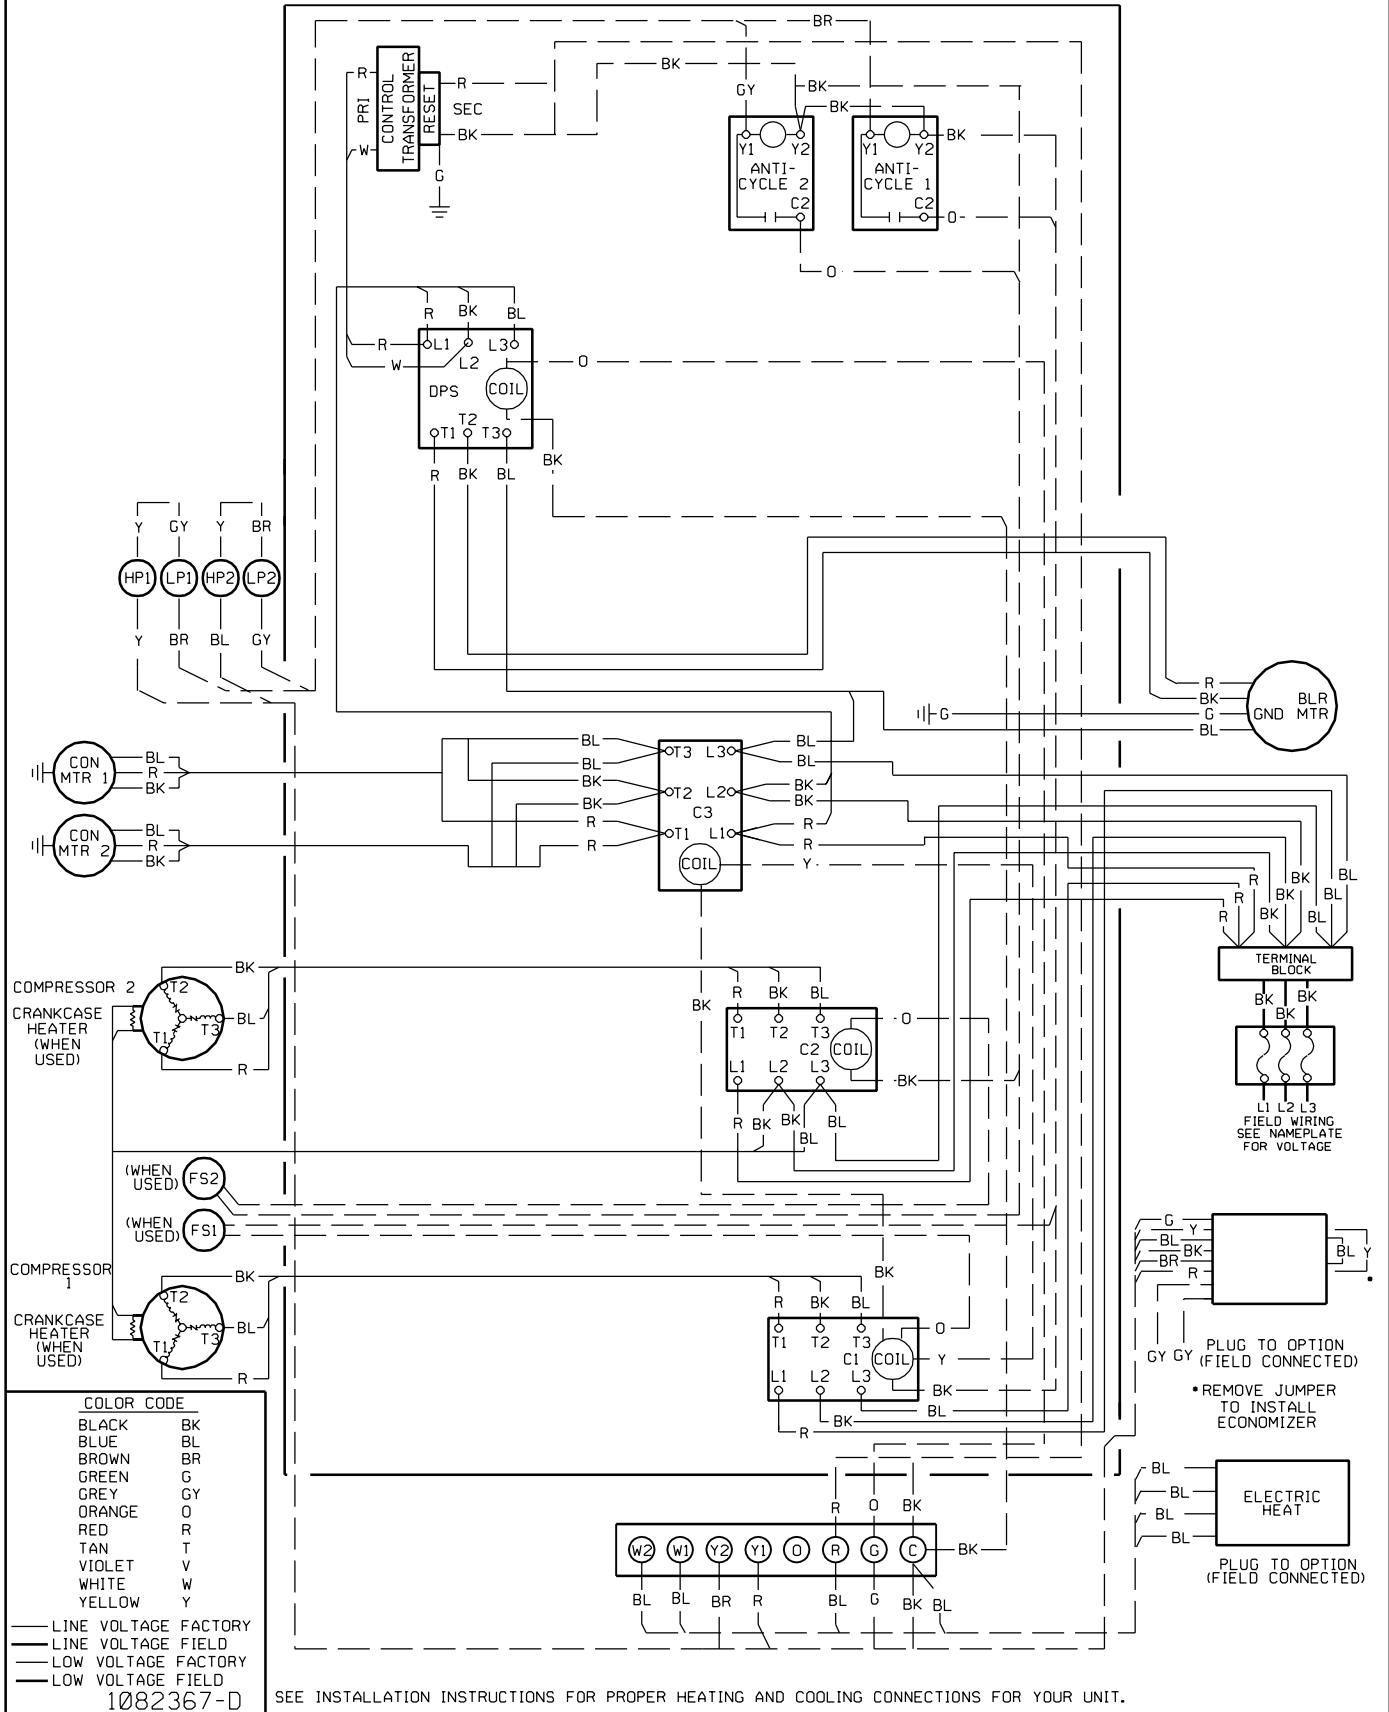 BR
R
BK
PRI
CONTROL
TRANSFORMER
RESET
R
SEC
GY
BK
BK
BK
W
G
Y1
Y2
ANTI-
CYCLE 2
C2
Y1
Y2
BK
ANTI-
CYCLE 1
C2
O
O
R
BK
BL
R
L1
L2
L3
O
W
DPS
COIL
T2
T1
T3
R
BK
BL
BK
Y
GY
Y
BR
HP1
LP1
HP2
LP2
Y
BR
BL
GY
R
BK
G
G
BL
GND
BLR
MTR
CON
MTR 1
BL
R
BK
CON
MTR 2
BL
R
BK
BL
BL
BK
BK
R
R
T3
L3
T2
L2
C3
T1
L1
COIL
BL
BL
BK
BK
R
R
Y
R
R
R
BK
BK
BK
BL
BL
BL
TERMINAL
BLOCK
BK
BK
BK
L1 L2 L3
FIELD WIRING
SEE NAMEPLATE
FOR VOLTAGE
COMPRESSOR 2
CRANKCASE
HEATER
(WHEN
USED)
T2
T1
T3
BK
BL
R
BK
R
BK
BL
T1
T2
T3
C2
COIL
L1
L2
L3
O
BK
R
BK
BK
BL
BL
(WHEN
USED)
FS2
(WHEN
USED)
FS1
COMPRESSOR
1
CRANKCASE
HEATER
(WHEN
USED)
T2
T1
T3
BK
BL
R
BK
R
BK
BL
T1
T2
T3
C1
COIL
L1
L2
L3
O
Y
BK
BL
BK
R
G
Y
BL
BK
BR
R
BL
Y
GY GY
PLUG TO OPTION
(FIELD CONNECTED)
*REMOVE JUMPER
TO INSTALL
ECONOMIZER
BL
BL
BL
BL
ELECTRIC
HEAT
PLUG TO OPTION
(FIELD CONNECTED)
R
O
BK
W2
W1
Y2
Y1
O
R
G
C
BK
BL
BL
BR
R
BL
G
BK
BL
COLOR CODE
BLACK BK
BLUE BL
BROWN BR
GREEN G
GREY GY
ORANGE O
RED R
TAN T
VIOLET V
WHITE W
YELLOW Y
LINE VOLTAGE FACTORY
LINE VOLTAGE FIELD
LOW VOLTAGE FACTORY
LOW VOLTAGE FIELD
1082367-D
SEE INSTALLATION INSTRUCTIONS FOR PROPER HEATING AND COOLING CONNECTIONS FOR YOUR UNIT.